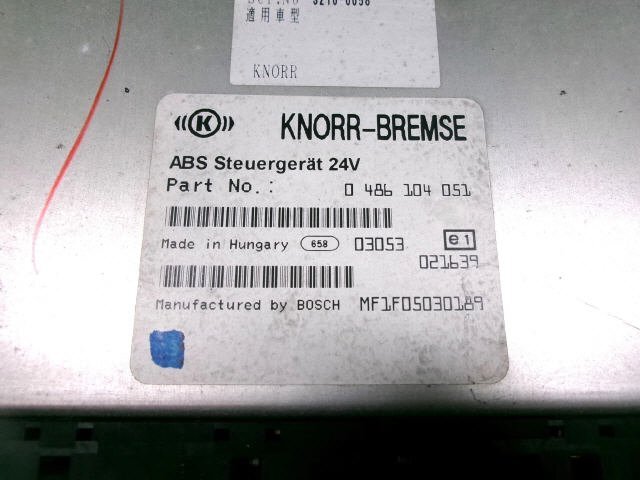 適用車型
KNORR
((K)) KNORR-BREMSE
ABS Steuergerät 24V
Part No.: 0 486 104 051
Made in Hungary 658 03053 e1
021639
Manufactured by BOSCH MF1F05030189